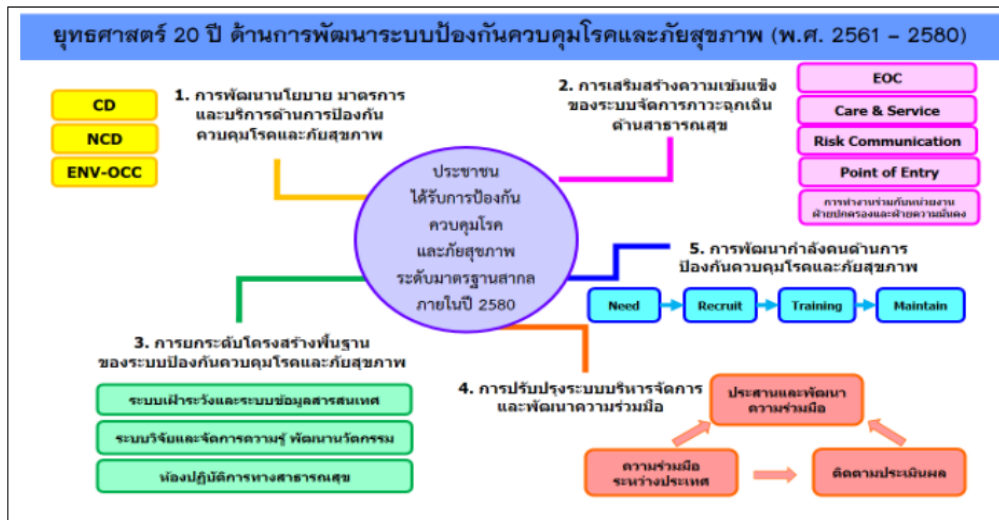 ยุทธศาสตร์ 20 ปี ด้านการพัฒนาระบบป้องกันควบคุมโรคและภัยสุขภาพ (พ.ศ. 2561 – 2580)
CD
NCD
ENV-OCC
1. การพัฒนานโยบาย มาตรการ
และบริการด้านการป้องกัน
ควบคุมโรคและภัยสุขภาพ
2. การเสริมสร้างความเข้มแข็ง
ของระบบจัดการภาวะฉุกเฉิน
ด้านสาธารณสุข
EOC
Care & Service
Risk Communication
Point of Entry
การทำงานร่วมกับหน่วยงาน
ฝ่ายปกครองและฝ่ายความมั่นคง
ประชาชน
ได้รับการป้องกัน
ควบคุมโรค
และภัยสุขภาพ
ระดับมาตรฐานสากล
ภายในปี 2580
5. การพัฒนากำลังคนด้านการ
ป้องกันควบคุมโรคและภัยสุขภาพ
Need
Recruit
Training
Maintain
3. การยกระดับโครงสร้างพื้นฐาน
ของระบบป้องกันควบคุมโรคและภัยสุขภาพ
ระบบเฝ้าระวังและระบบข้อมูลสารสนเทศ
ระบบวิจัยและจัดการความรู้ พัฒนานวัตกรรม
ห้องปฏิบัติการทางสาธารณสุข
4. การปรับปรุงระบบบริหารจัดการ
และพัฒนาความร่วมมือ
ประสานและพัฒนา
ความร่วมมือ
ความร่วมมือ
ระหว่างประเทศ
ติดตามประเมินผล